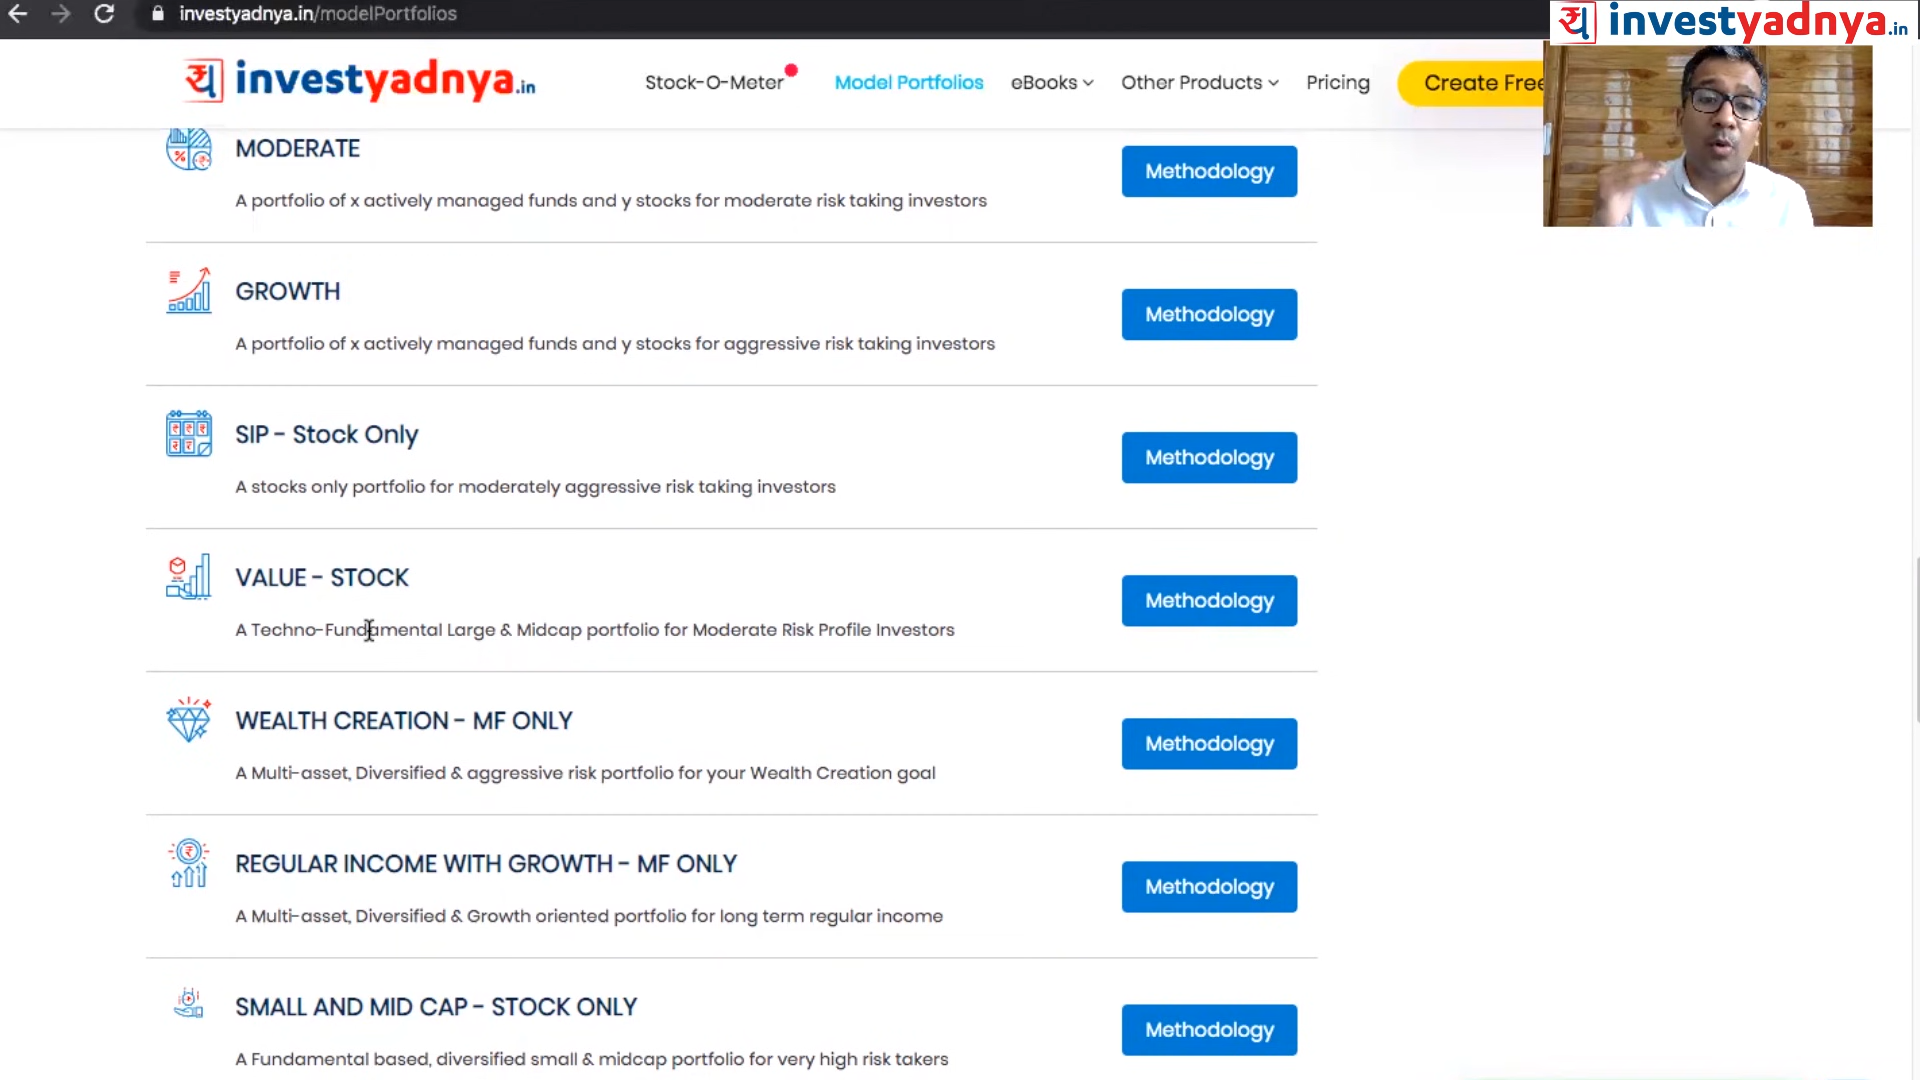 investyadnya.in/modelPortfolios
investyadnya.in
investyadnya.in
Stock-O-Meter
Model Portfolios
eBooks
Other Products
Pricing
Create Free
MODERATE
Methodology
A portfolio of x actively managed funds and y stocks for moderate risk taking investors
GROWTH
Methodology
A portfolio of x actively managed funds and y stocks for aggressive risk taking investors
SIP - Stock Only
Methodology
A stocks only portfolio for moderately aggressive risk taking investors
VALUE - STOCK
Methodology
A Techno-Fundamental Large & Midcap portfolio for Moderate Risk Profile Investors
WEALTH CREATION - MF ONLY
Methodology
A Multi-asset, Diversified & aggressive risk portfolio for your Wealth Creation goal
REGULAR INCOME WITH GROWTH - MF ONLY
Methodology
A Multi-asset, Diversified & Growth oriented portfolio for long term regular income
SMALL AND MID CAP - STOCK ONLY
Methodology
A Fundamental based, diversified small & midcap portfolio for very high risk takers